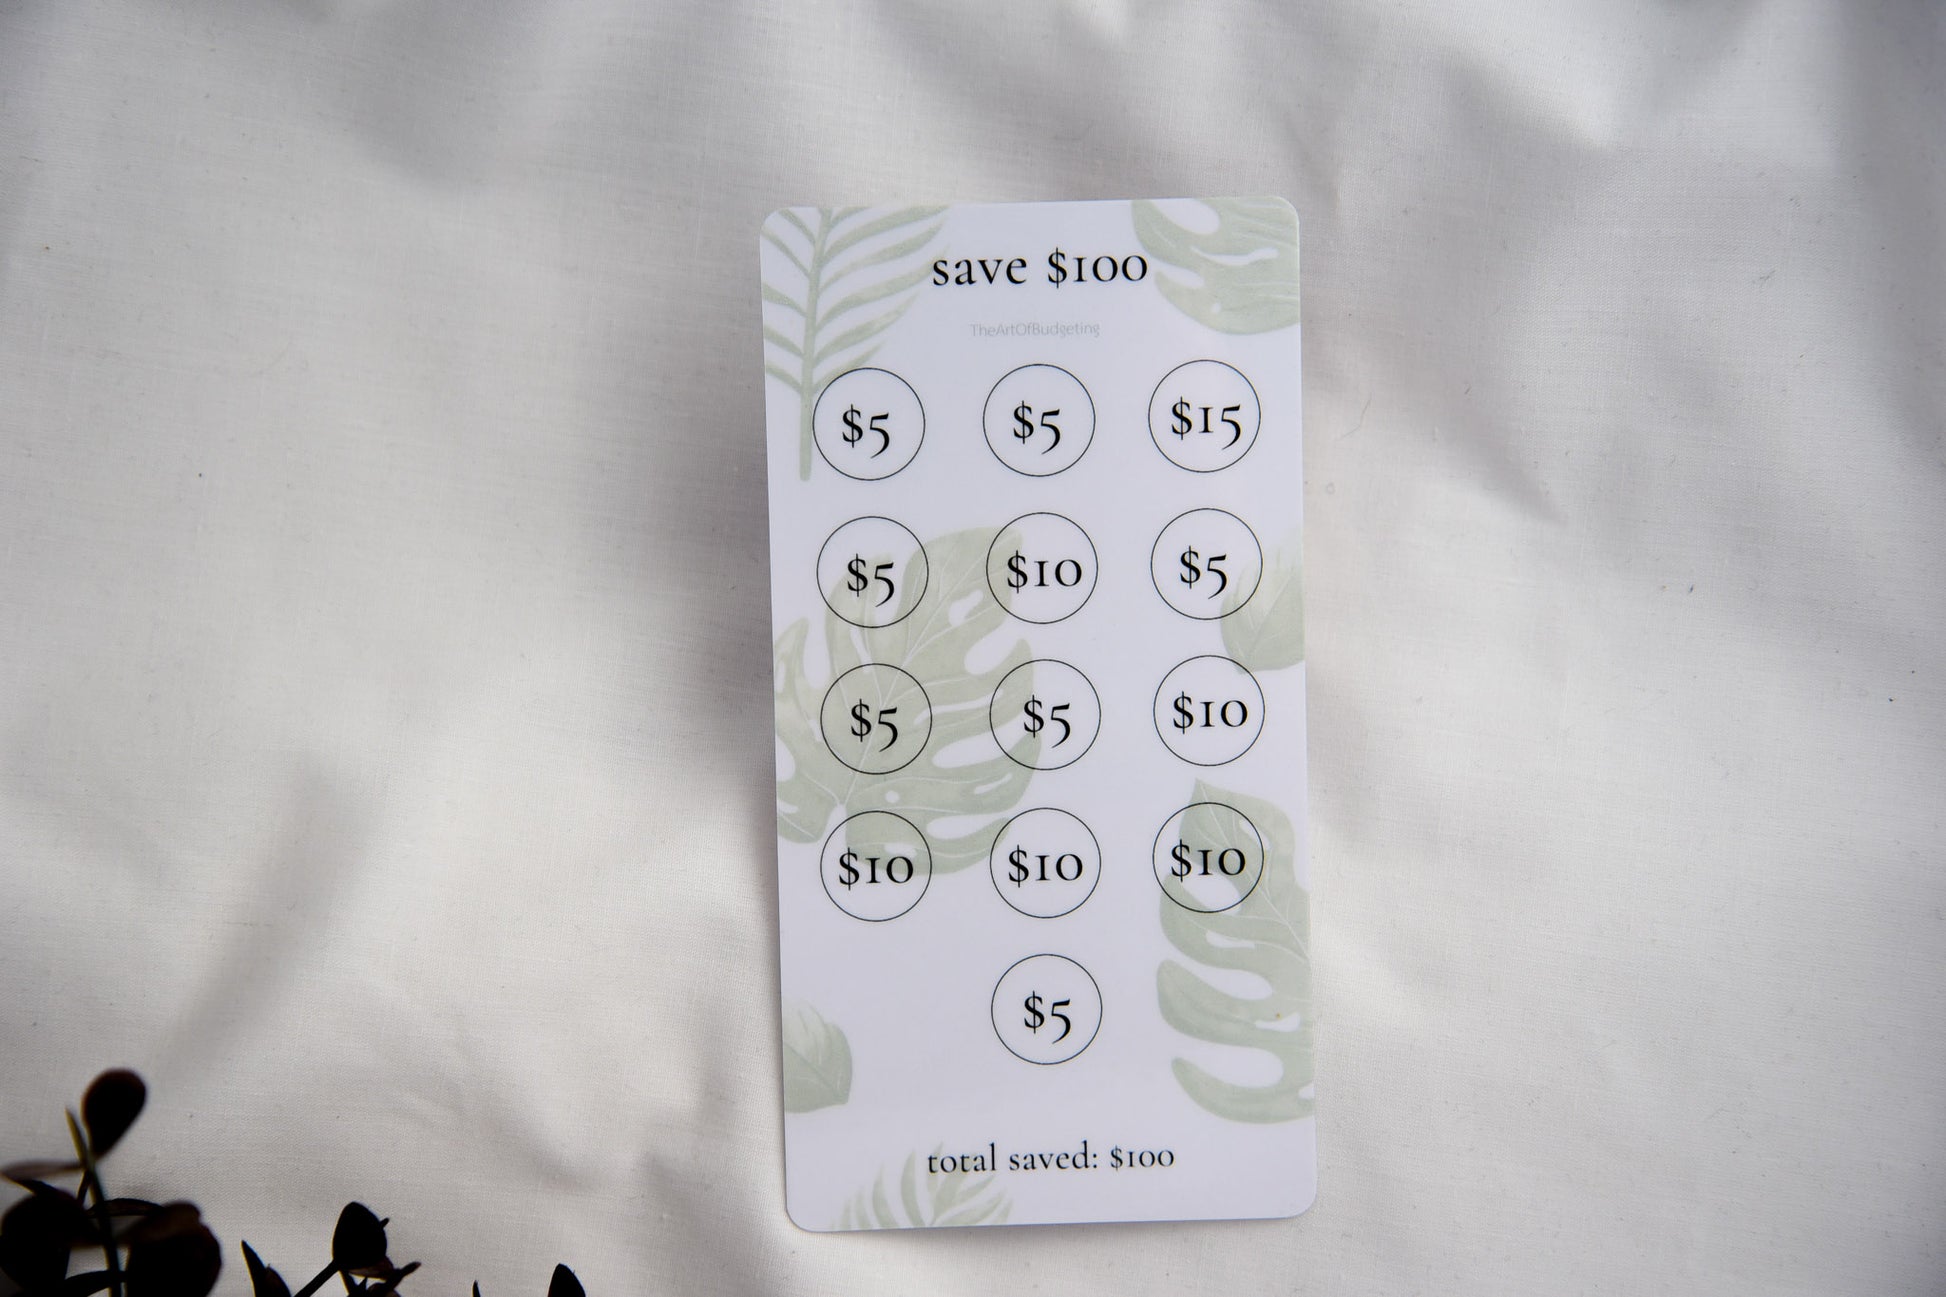 save $100
TheArtOfBudgeting
$5 $5 $15
$5 $10 $5
$5 $5 $10
$10 $10 $10
$5
total saved: $100